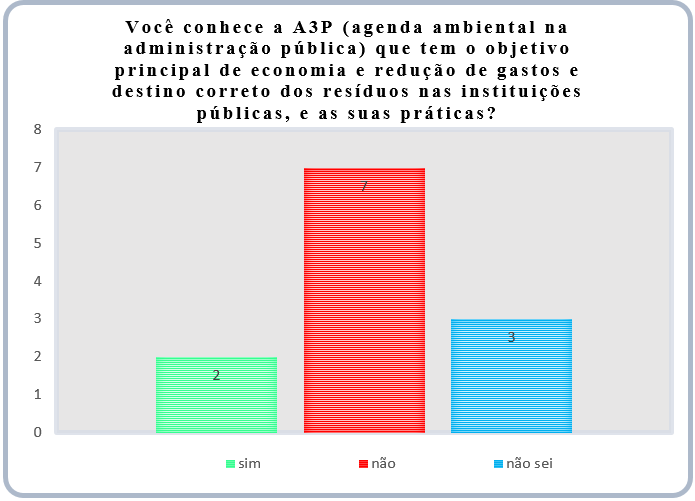 Você conhece a A3P (agenda ambiental na
administração pública) que tem o objetivo
principal de economia e redução de gastos e
destino correto dos resíduos nas instituições
públicas, e as suas práticas?
8
7
6
5
4
3
2
1
0
2
7
3
sim
não
não sei